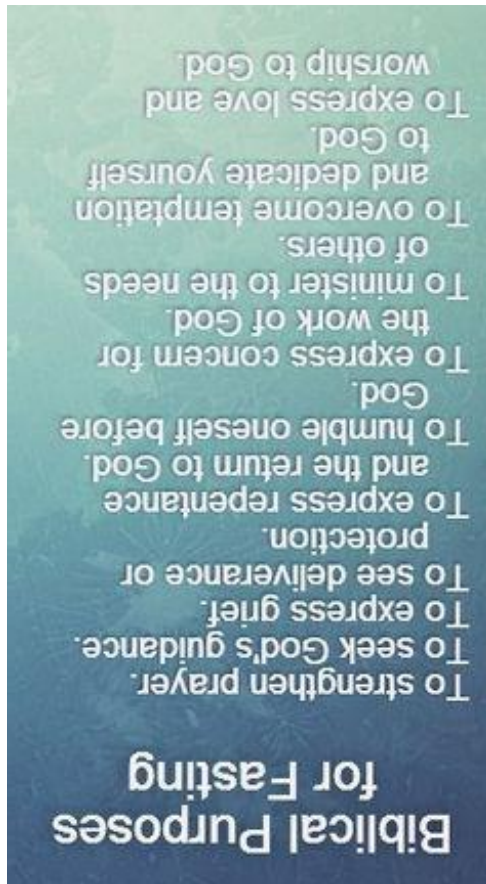 Biblical Purposes
for Fasting
To strengthen prayer.
To seek God's guidance.
To express grief.
To see deliverance or
protection.
To express repentance
and the return to God.
To humble oneself before
God.
To express concern for
the work of God.
To minister to the needs
of others.
To overcome temptation
and dedicate yourself
to God.
To express love and
worship to God.